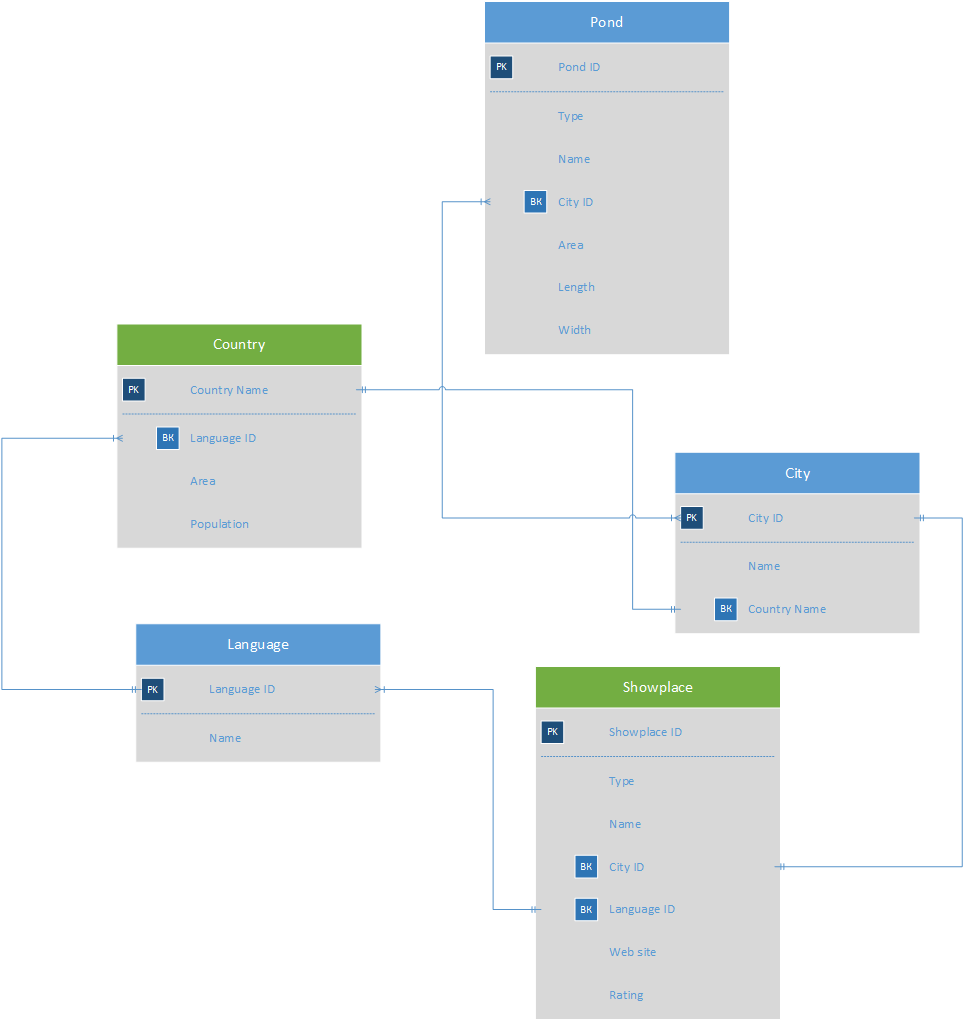 Pond
PK Pond ID
Type
Name
BK City ID
Area
Length
Width
Country
PK Country Name
BK Language ID
Area
Population
City
PK City ID
Name
BK Country Name
Language
PK Language ID
Name
Showplace
PK Showplace ID
Type
Name
BK City ID
BK Language ID
Web site
Rating